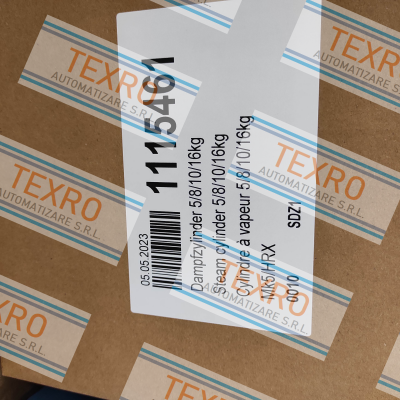 1115461
05.05.2023
Dampfzylinder 5/8/10/16kg
Steam cylinder 5/8/10/16kg
Cylindre à vapeur 5/8/10/16kg
MK5/HRX
0010 SDZ1
TEXRO
AUTOMATIZARE S.R.L.